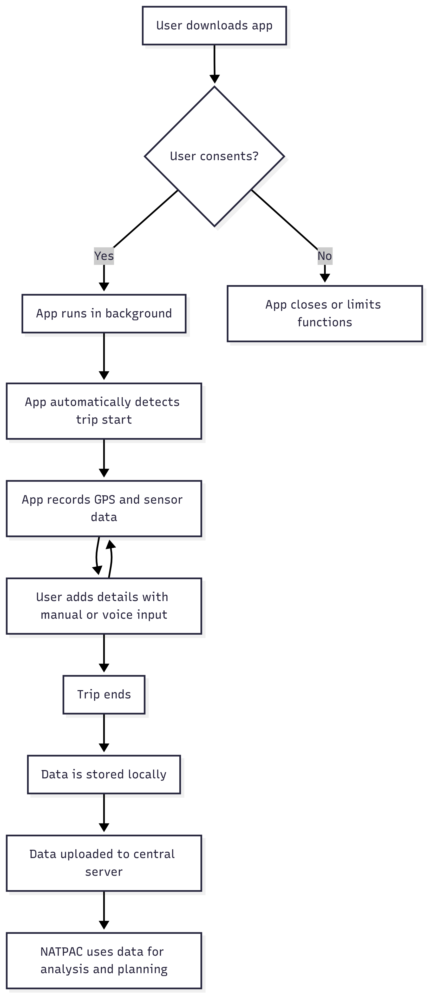 User downloads app
User consents?
Yes
No
App runs in background
App closes or limits
functions
App automatically detects
trip start
App records GPS and sensor
data
User adds details with
manual or voice input
Trip ends
Data is stored locally
Data uploaded to central
server
NATPAC uses data for
analysis and planning